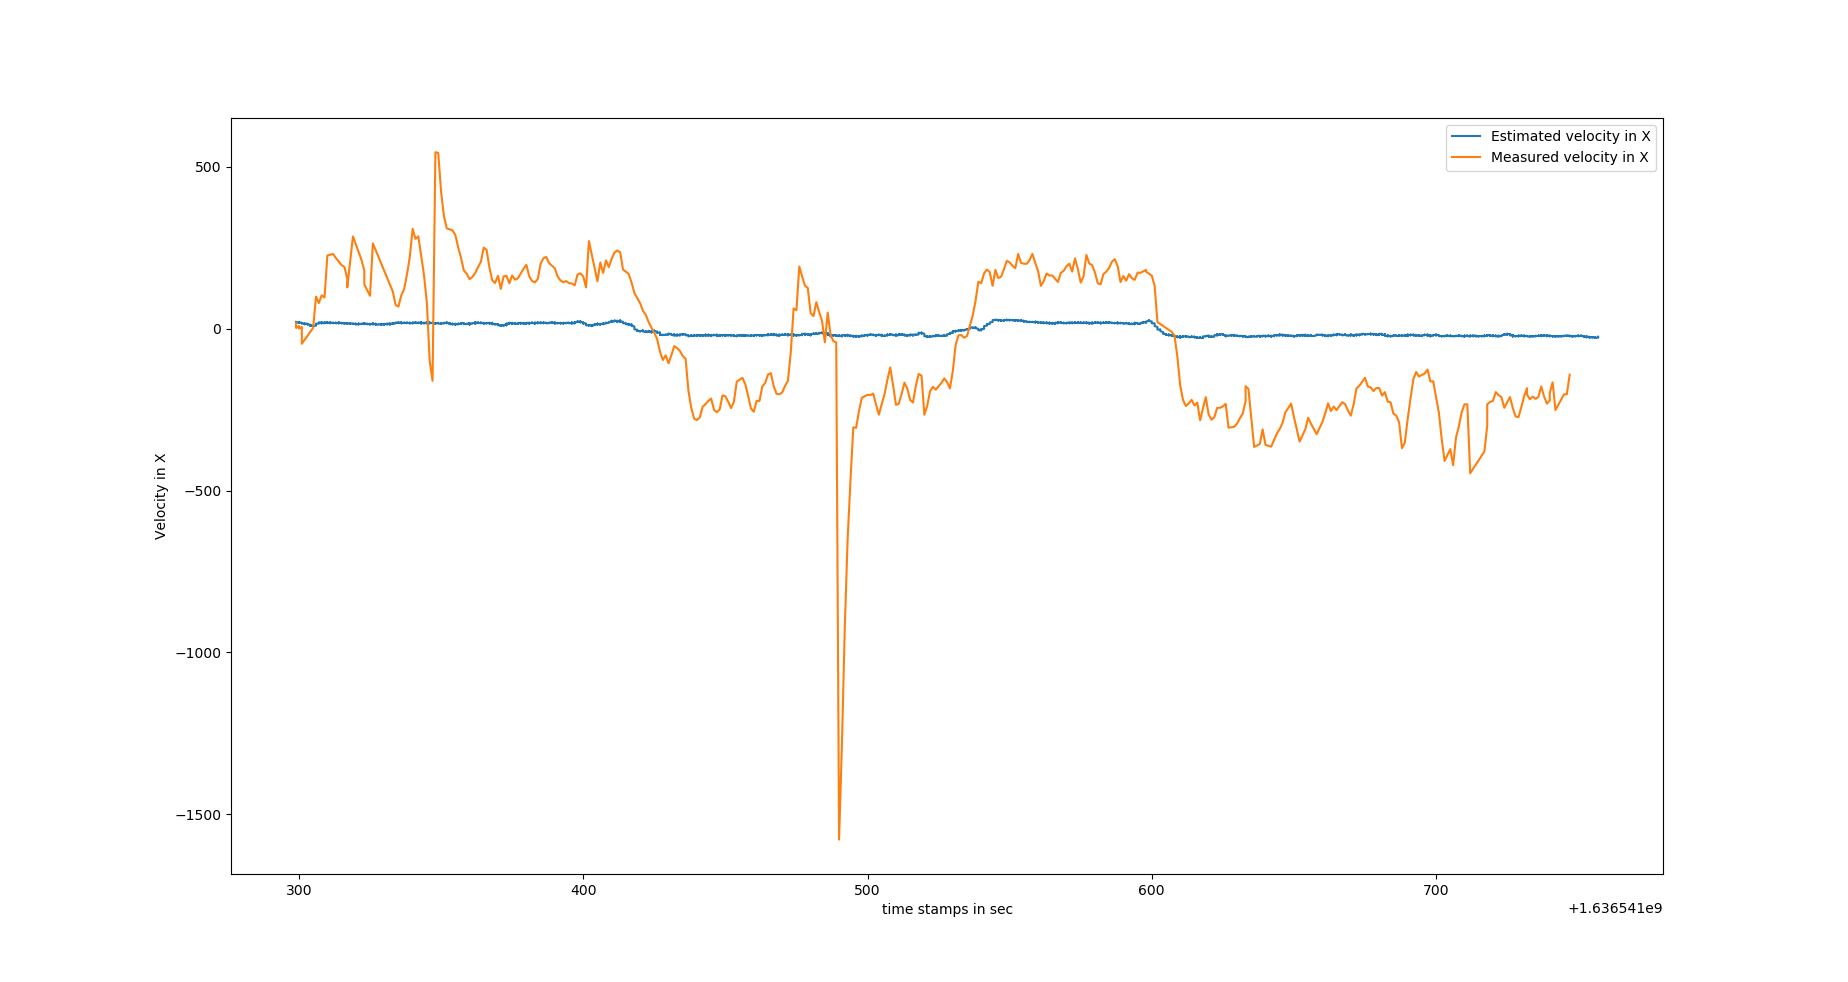 Estimated velocity in X
Measured velocity in X
500
0
−500
−1000
−1500
Velocity in X
300
400
500
600
700
time stamps in sec
+1.636541e9